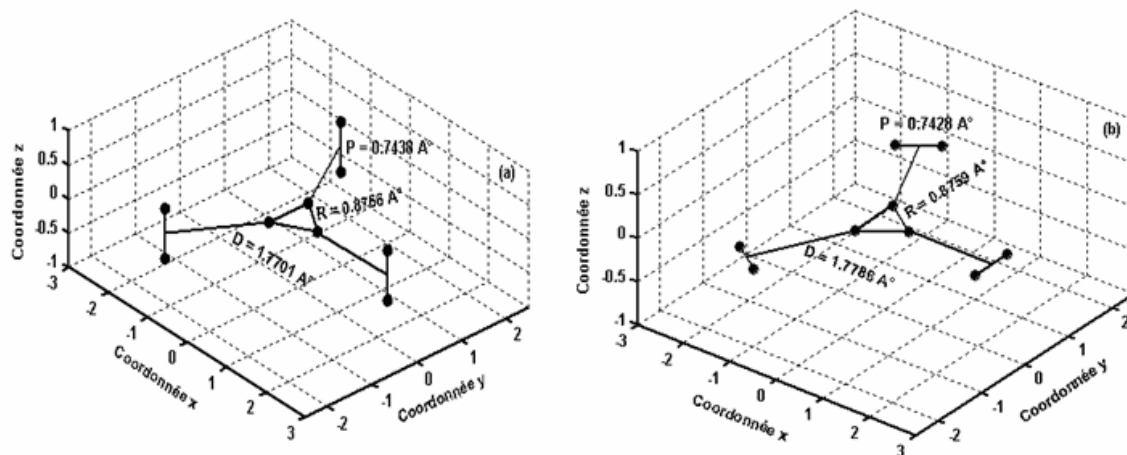 Coordonnée z
1
0.5
0
-0.5
-1
P = 0.7438 A°
(a)
R = A°
D = 1.7701 A°
3
-2
-1
0
1
2
3
Coordonnée x
-2
-1
0
1
2
Coordonnée y
Coordonnée z
1
0.5
0
0.5
-1
P = 0.7428 A°
(b)
R = 0.8759 A°
D = 1.7786 A°
3
-2
-1
0
1
2
3
Coordonnée x
-2
-1
0
1
2
Coordonnée y